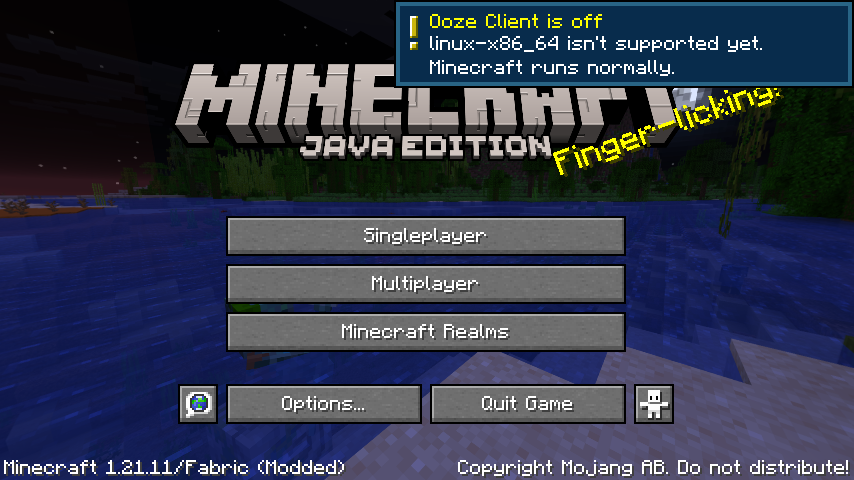 Ooze Client is off
linux-x86_64 isn't supported yet.
Minecraft runs normally.
MINECRAFT
JAVA EDITION
Finger-licking!
Singleplayer
Multiplayer
Minecraft Realms
Options...
Quit Game
Minecraft 1.21.11/Fabric (Modded)
Copyright Mojang AB. Do not distribute!